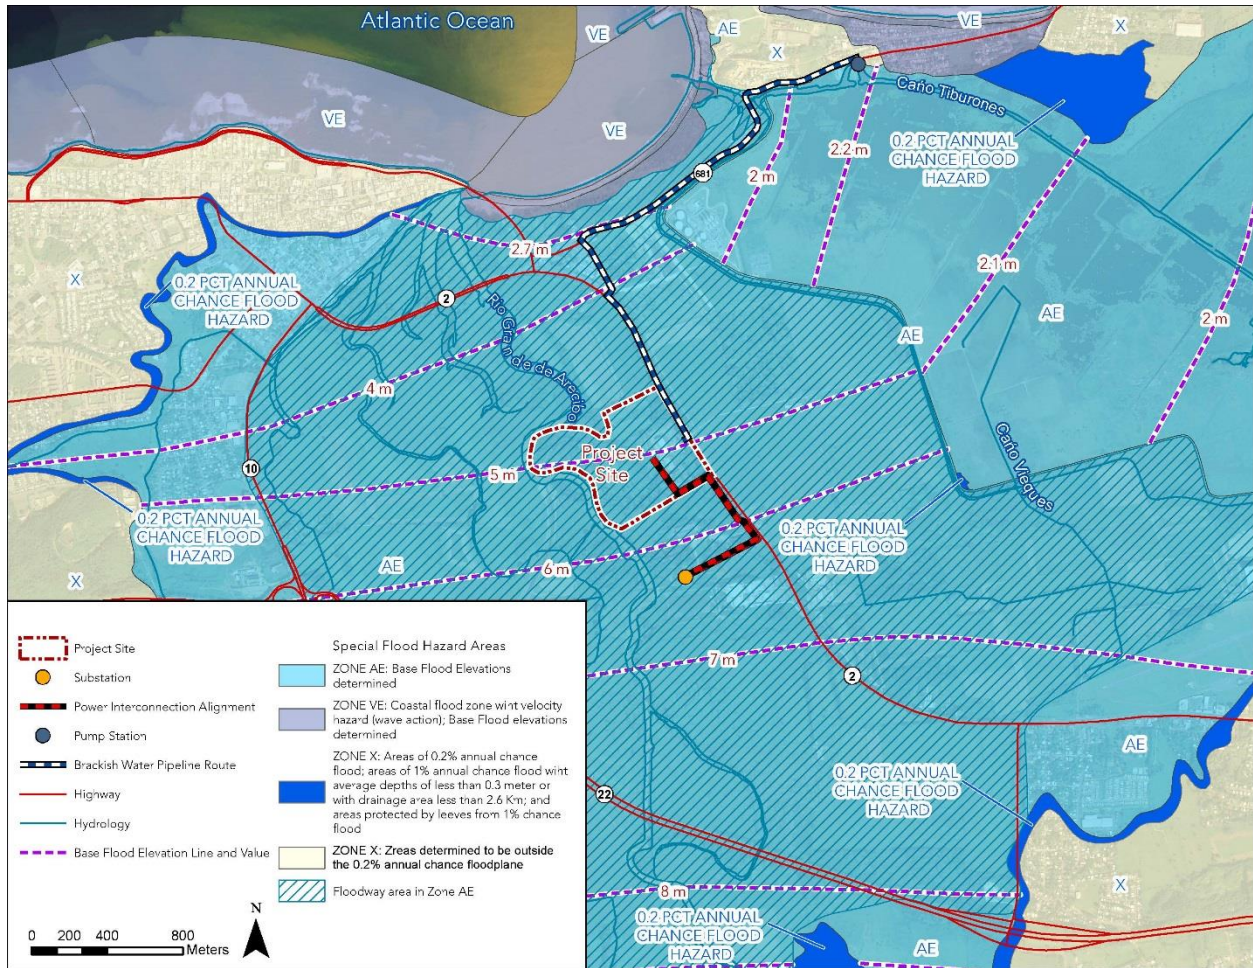 Atlantic Ocean
VE
AE
X
VE
X
VE
VE
Caño Tiburones
0.2 PCT ANNUAL
CHANCE FLOOD
HAZARD
681
2 m
2.2 m
2.7 m
2.1 m
X
0.2 PCT ANNUAL
CHANCE FLOOD
HAZARD
2
Rio Grande de Arecibo
AE
AE
2 m
4 m
10
5 m
Project
Site
Caño Vieques
0.2 PCT ANNUAL
CHANCE FLOOD
HAZARD
0.2 PCT ANNUAL
CHANCE FLOOD
HAZARD
X
AE
6 m
7 m
2
AE
0.2 PCT ANNUAL
CHANCE FLOOD
HAZARD
22
X
8 m
0.2 PCT ANNUAL
CHANCE FLOOD
HAZARD
AE
Project Site
Substation
Power Interconnection Alignment
Pump Station
Brackish Water Pipeline Route
Highway
Hydrology
Base Flood Elevation Line and Value
Special Flood Hazard Areas
ZONE AE: Base Flood Elevations
determined
ZONE VE: Coastal flood zone wint velocity
hazard (wave action); Base Flood elevations
determined
ZONE X: Areas of 0.2% annual chance
flood; areas of 1% annual chance flood wint
average depths of less than 0.3 meter or
with drainage area less than 2.6 Km; and
areas protected by leeves from 1% chance
flood
ZONE X: Zreas determined to be outside
the 0.2% annual chance floodplane
Floodway area in Zone AE
N
0 200 400 800
Meters